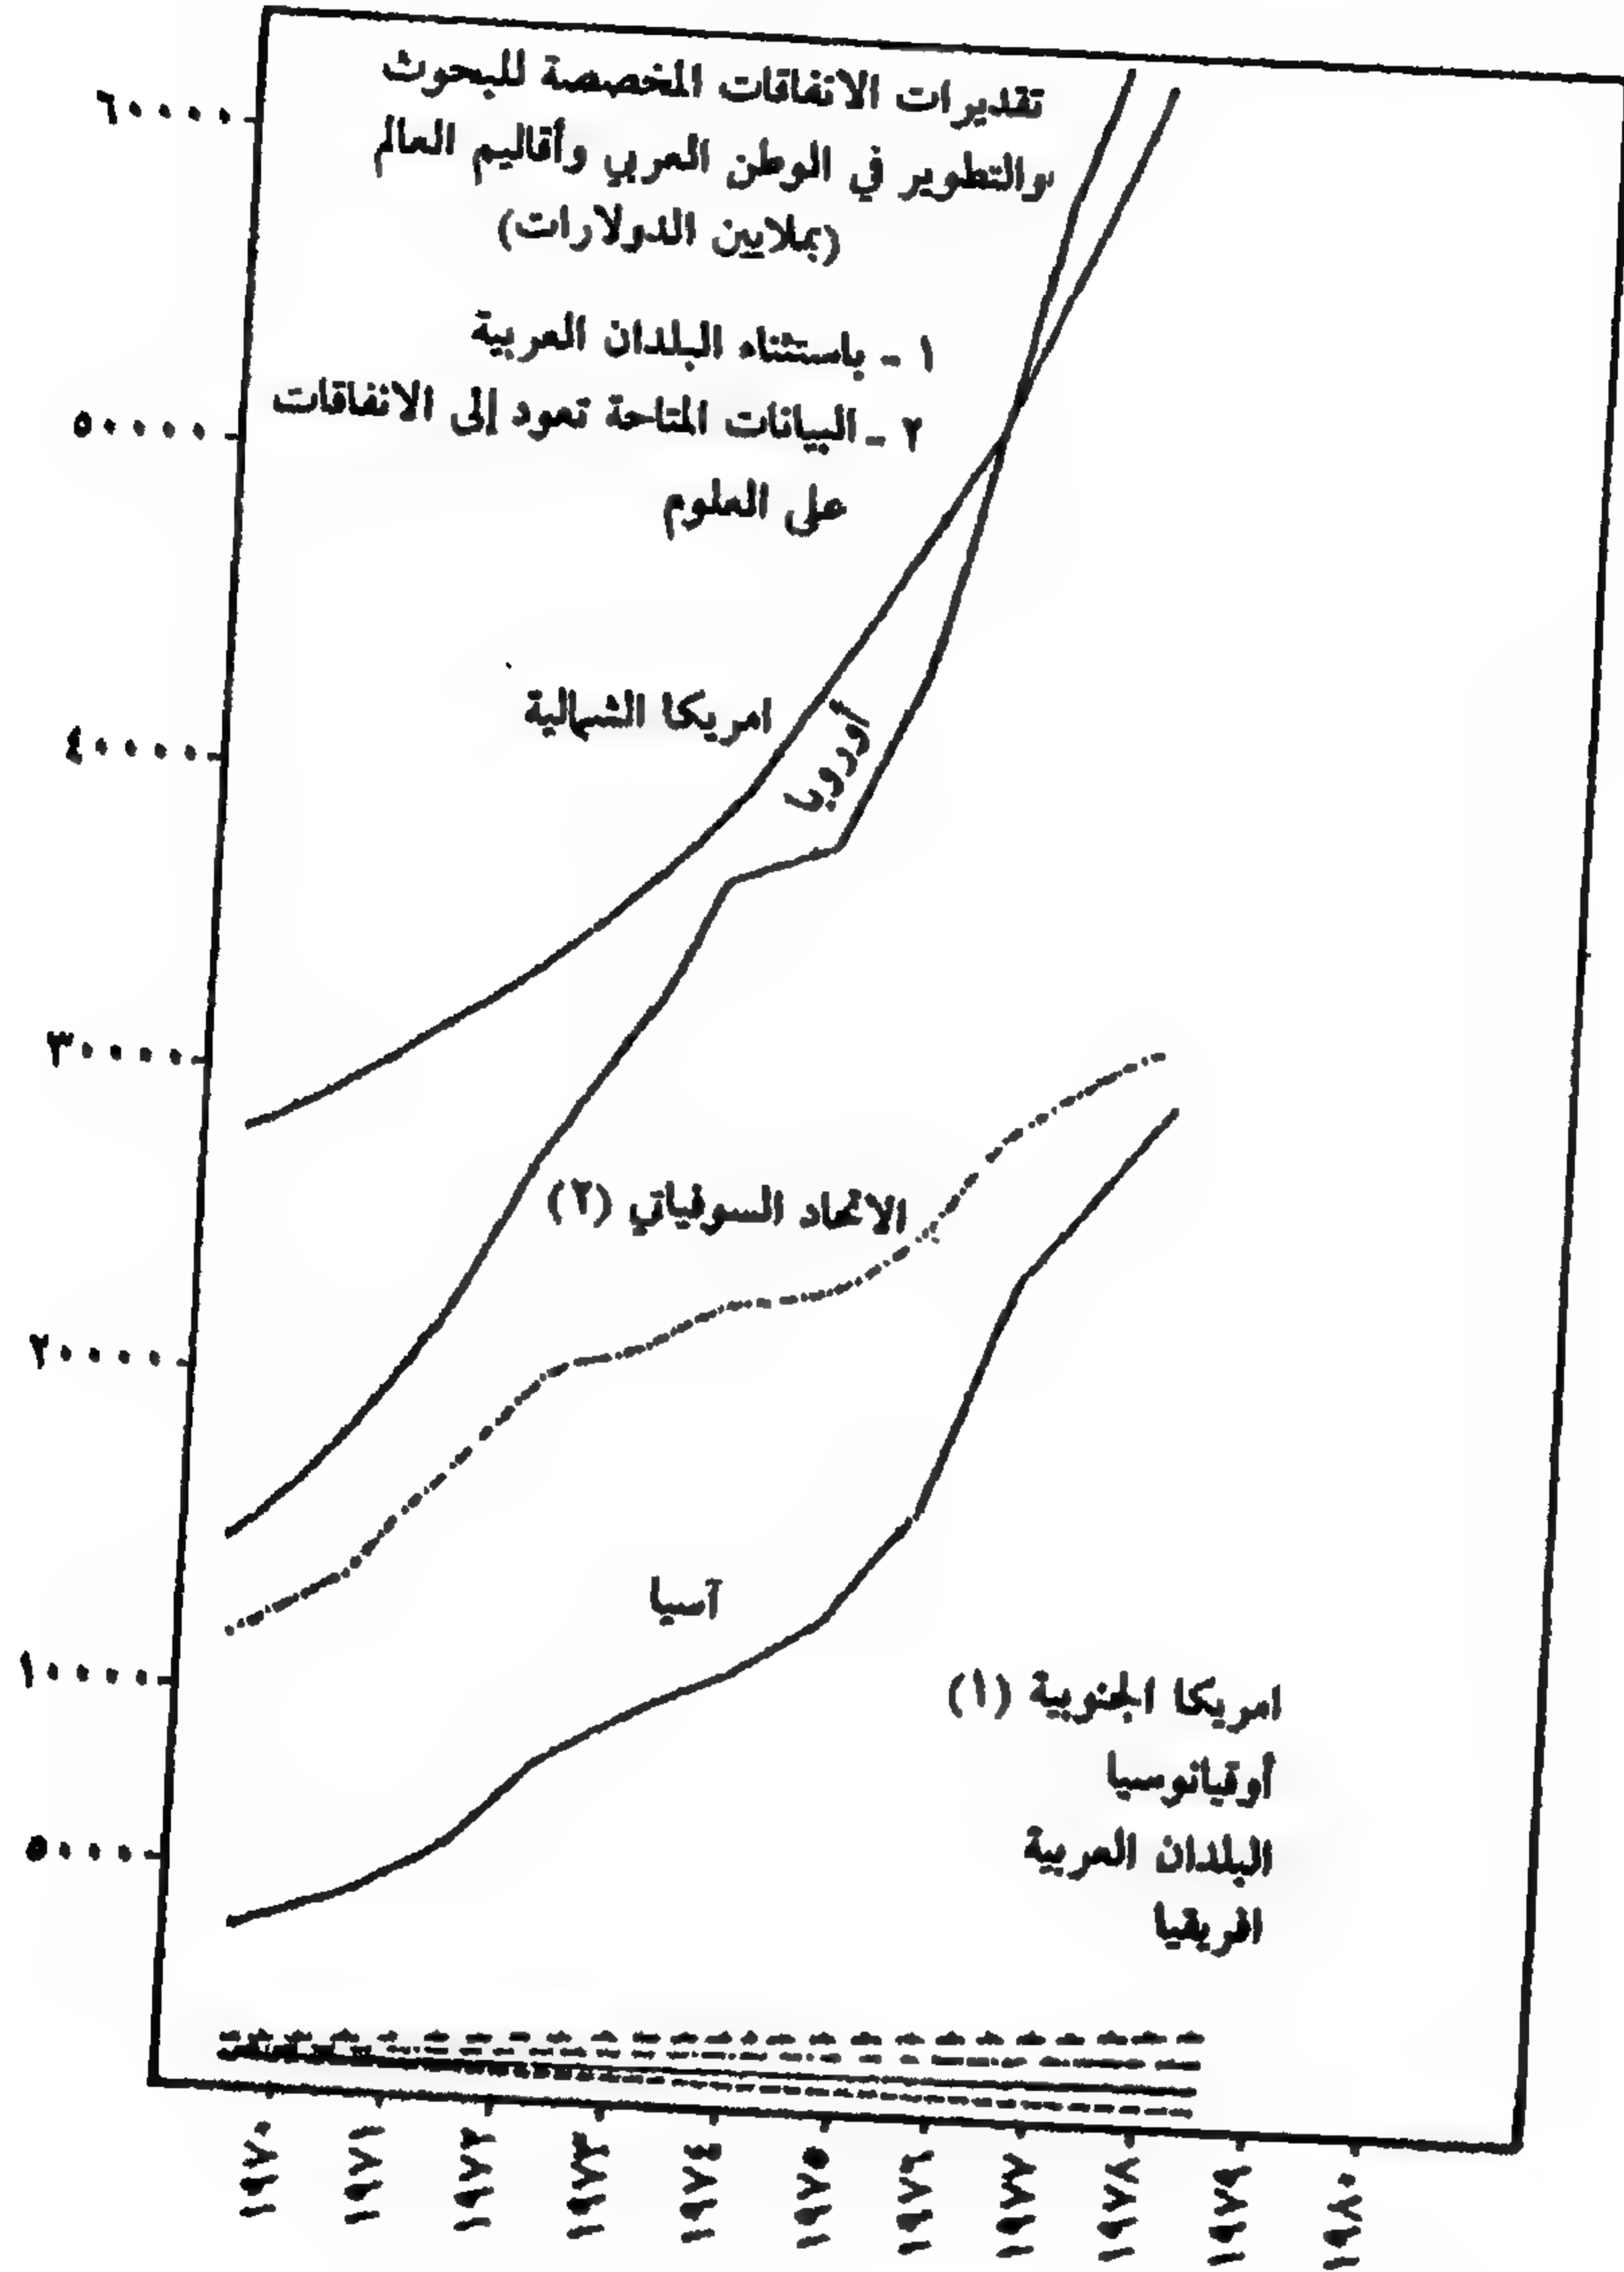 تقديرات الانفاقات المخصصة للبحوث
والتطوير في الوطن العربي وأقاليم العالم
(بملايين الدولارات)
١ - باستثناء البلدان العربية
٢ - البيانات المتاحة تعود إلى الانفاقات
على العلوم
٦٠٠٠٠
٥٠٠٠٠
٤٠٠٠٠
٣٠٠٠٠
٢٠٠٠٠
١٠٠٠٠
٥٠٠٠
امريكا الشمالية
أوروبا
الاتحاد السوفياتي (٢)
آسيا
امريكا الجنوبية (١)
أوقيانوسيا
البلدان العربية
افريقيا
١٩٧٠
١٩٧١
١٩٧٢
١٩٧٣
١٩٧٤
١٩٧٥
١٩٧٦
١٩٧٧
١٩٧٨
١٩٧٩
١٩٨٠